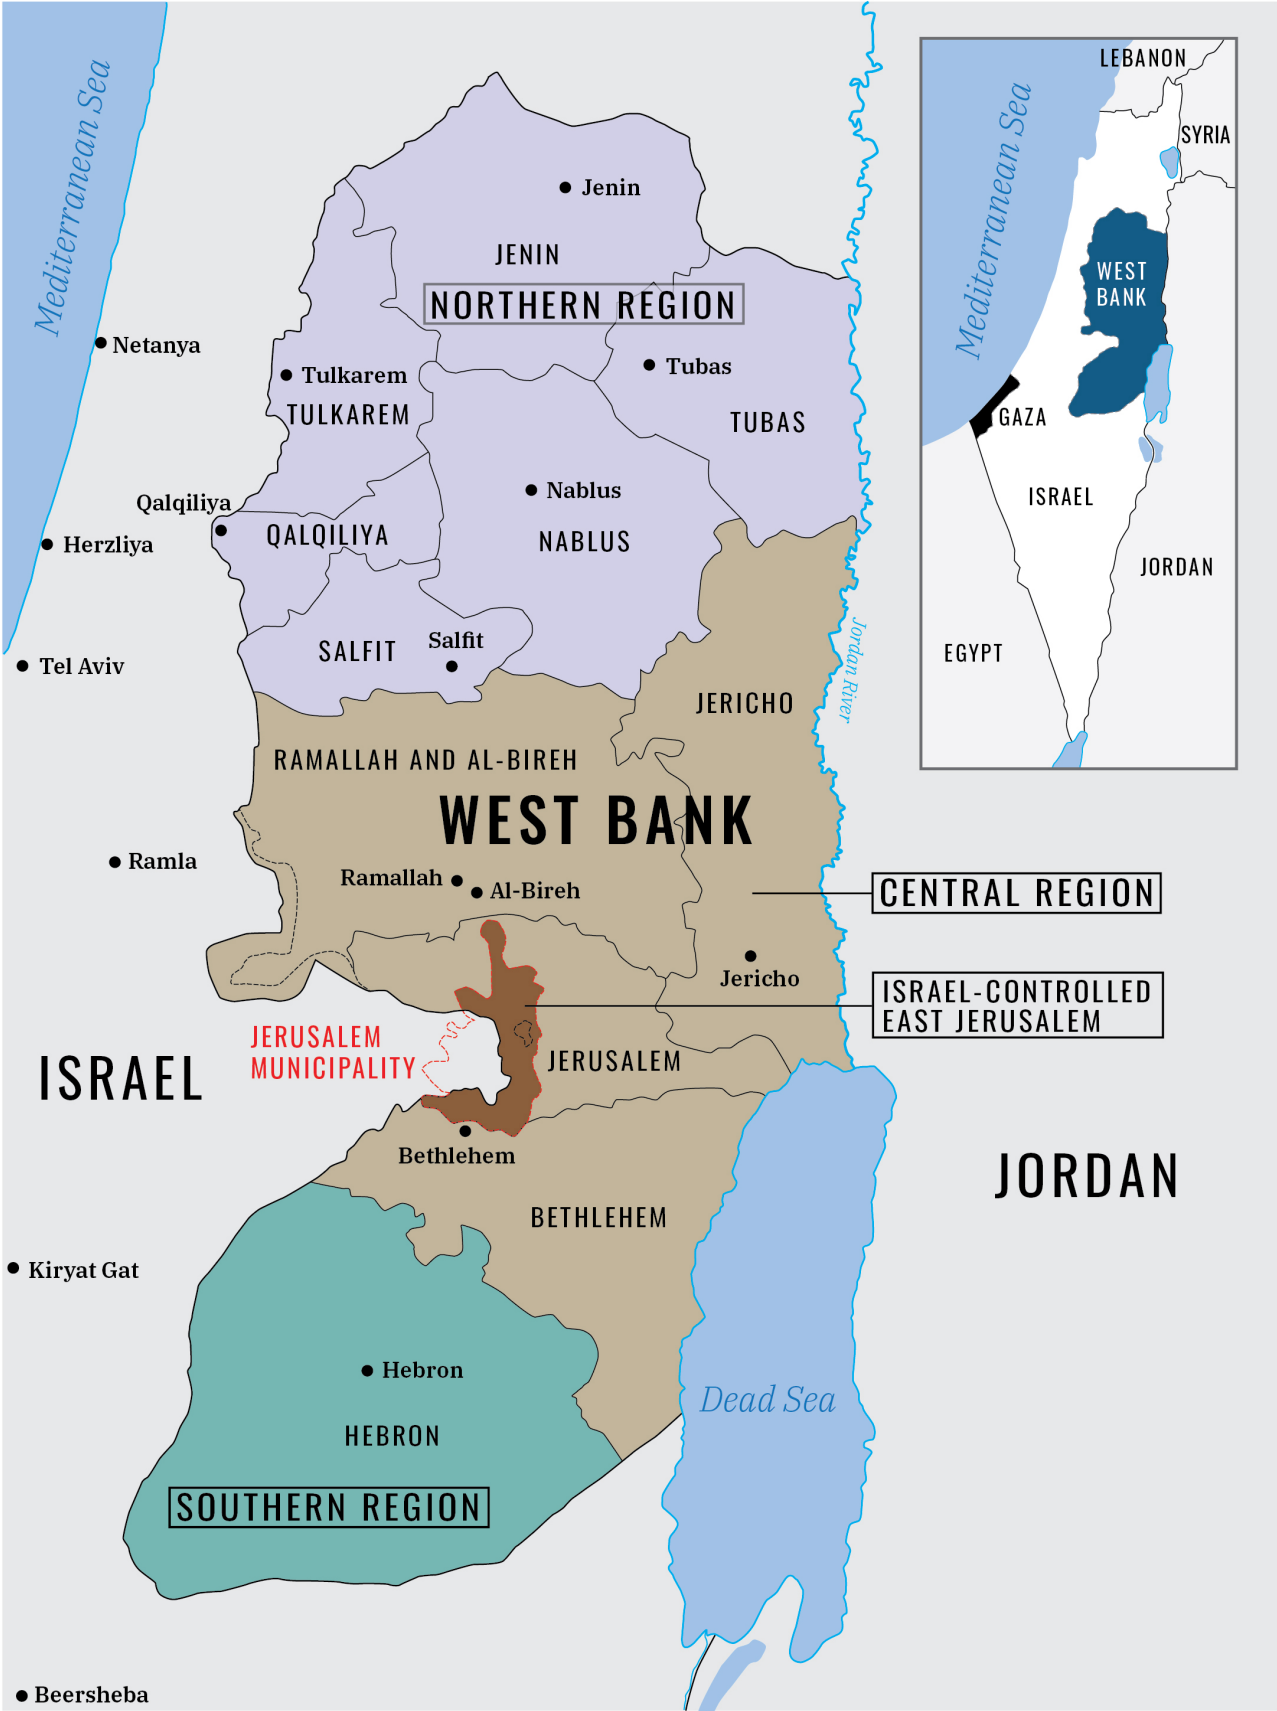 Mediterranean Sea
Jenin
JENIN
NORTHERN REGION
Netanya
Tulkarem
TULKAREM
Tubas
TUBAS
Qalqiliya
QALQILIYA
Nablus
NABLUS
Herzliya
Tel Aviv
SALFIT
Salfit
Jordan River
JERICHO
RAMALLAH AND AL-BIREH
WEST BANK
Ramla
Ramallah
Al-Bireh
CENTRAL REGION
Jericho
ISRAEL-CONTROLLED
EAST JERUSALEM
JERUSALEM
MUNICIPALITY
JERUSALEM
ISRAEL
Bethlehem
BETHLEHEM
JORDAN
Kiryat Gat
Hebron
HEBRON
Dead Sea
SOUTHERN REGION
Beersheba
LEBANON
SYRIA
Mediterranean Sea
WEST
BANK
GAZA
ISRAEL
JORDAN
EGYPT